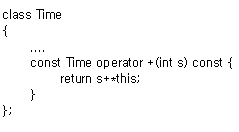 class Time
{
....
const Time operator +(int s) const {
return s+*this;
}
};